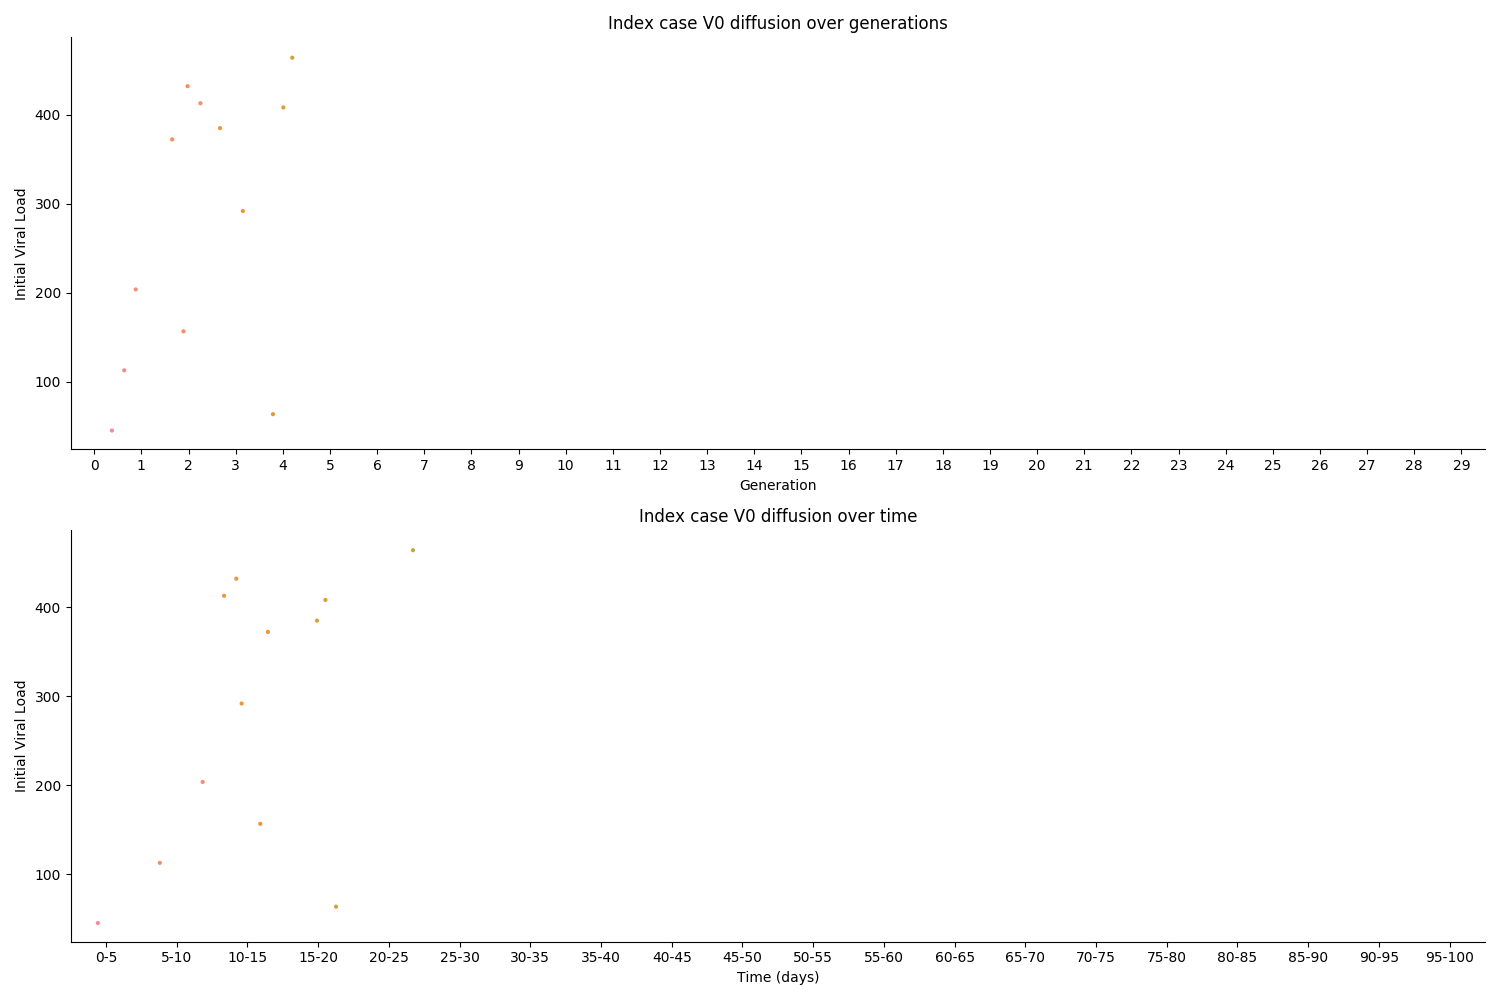 Index case V0 diffusion over generations
Initial Viral Load
400
300
200
100
0 1 2 3 4 5 6 7 8 9 10 11 12 13 14 15 16 17 18 19 20 21 22 23 24 25 26 27 28 29
Generation
Index case V0 diffusion over time
Initial Viral Load
400
300
200
100
0-5 5-10 10-15 15-20 20-25 25-30 30-35 35-40 40-45 45-50 50-55 55-60 60-65 65-70 70-75 75-80 80-85 85-90 90-95 95-100
Time (days)